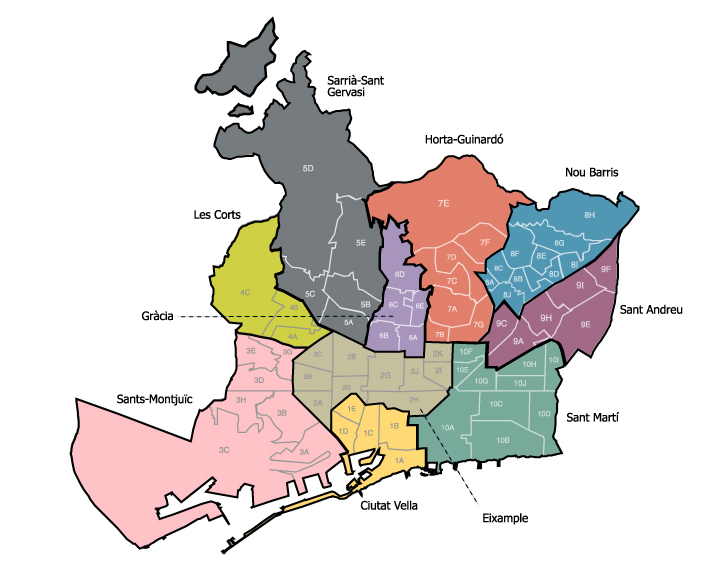 Sarrià-Sant
Gervasi
Horta-Guinardó
Nou Barris
Les Corts
Gràcia
Sant Andreu
Sants-Montjuïc
Sant Martí
Ciutat Vella
Eixample
5D
7E
8H
5E
7F
8G
8F
8E
7D
6D
8C
8I
9F
8B
8D
8A
7C
9I
4C
5C
8J
5B
6C
6E
4B
7A
9H
9C
5A
7G
9E
4A
6B
6A
7B
9A
3E
3G
2C
2E
2K
10F
10H
10I
2I
10E
2J
3D
2B
2G
10G
10J
2D
3H
2A
2H
10C
1E
10D
3B
1B
1D
1C
10A
10B
3C
3A
1A